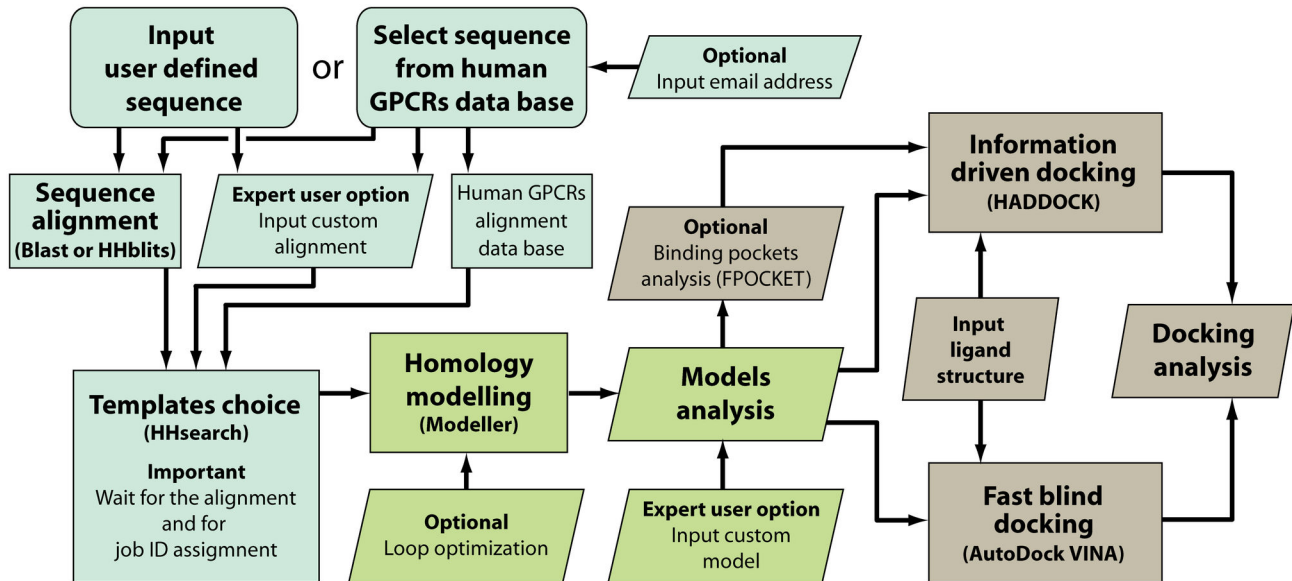 Input
user defined
sequence
or
Select sequence
from human
GPCRs data base
Optional
Input email address
Sequence
alignment
(Blast or HHblits)
Expert user option
Input custom
alignment
Human GPCRs
alignment
data base
Optional
Binding pockets
analysis (FPOCKET)
Information
driven docking
(HADDOCK)
Input
ligand
structure
Docking
analysis
Templates choice
(HHsearch)
Important
Wait for the alignment
and for
job ID assigmnent
Homology
modelling
(Modeller)
Models
analysis
Optional
Loop optimization
Expert user option
Input custom
model
Fast blind
docking
(AutoDock VINA)